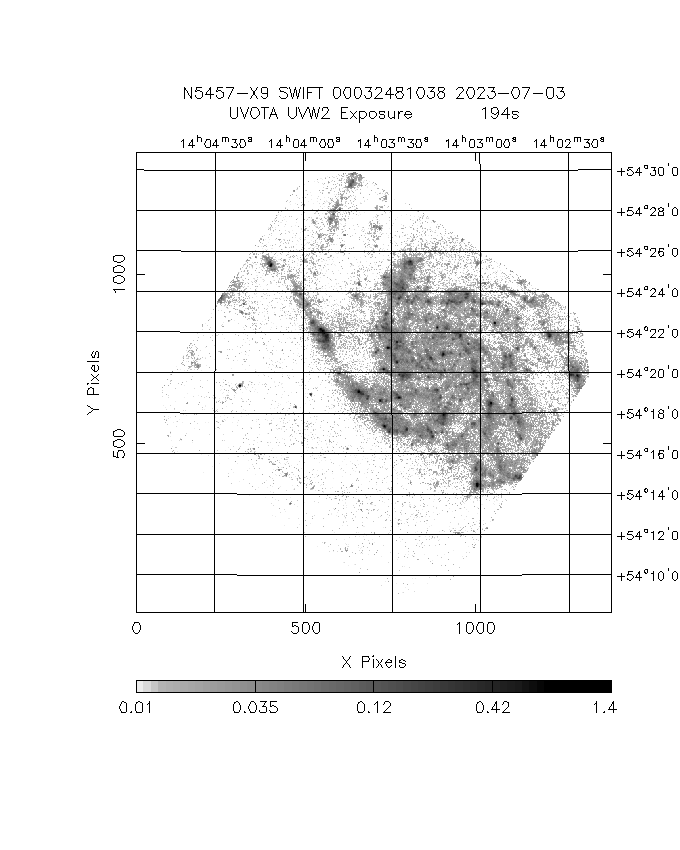 N5457-X9 SWIFT 00032481038 2023-07-03
UVOTA UVW2 Exposure 194s
14h04m30s 14h04m00s 14h03m30s 14h03m00s 14h02m30s
+54°30'0
+54°28'0
+54°26'0
+54°24'0
+54°22'0
+54°20'0
+54°18'0
+54°16'0
+54°14'0
+54°12'0
+54°10'0
1000
500
Y Pixels
0 500 1000
X Pixels
0.01 0.035 0.12 0.42 1.4